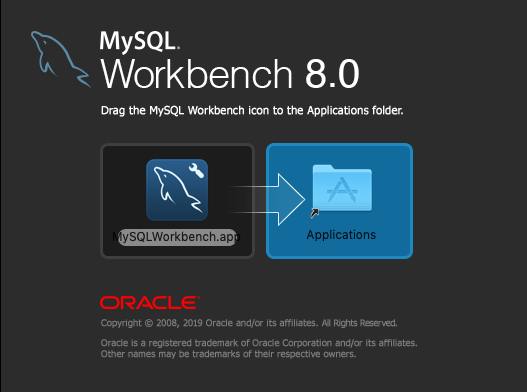 MySQL.
Workbench 8.0
Drag the MySQL Workbench icon to the Applications folder.
MySQLWorkbench.app
Applications
ORACLE
Copyright © 2008, 2019 Oracle and/or its affiliates. All Rights Reserved.
Oracle is a registered trademark of Oracle Corporation and/or its affiliates.
Other names may be trademarks of their respective owners.